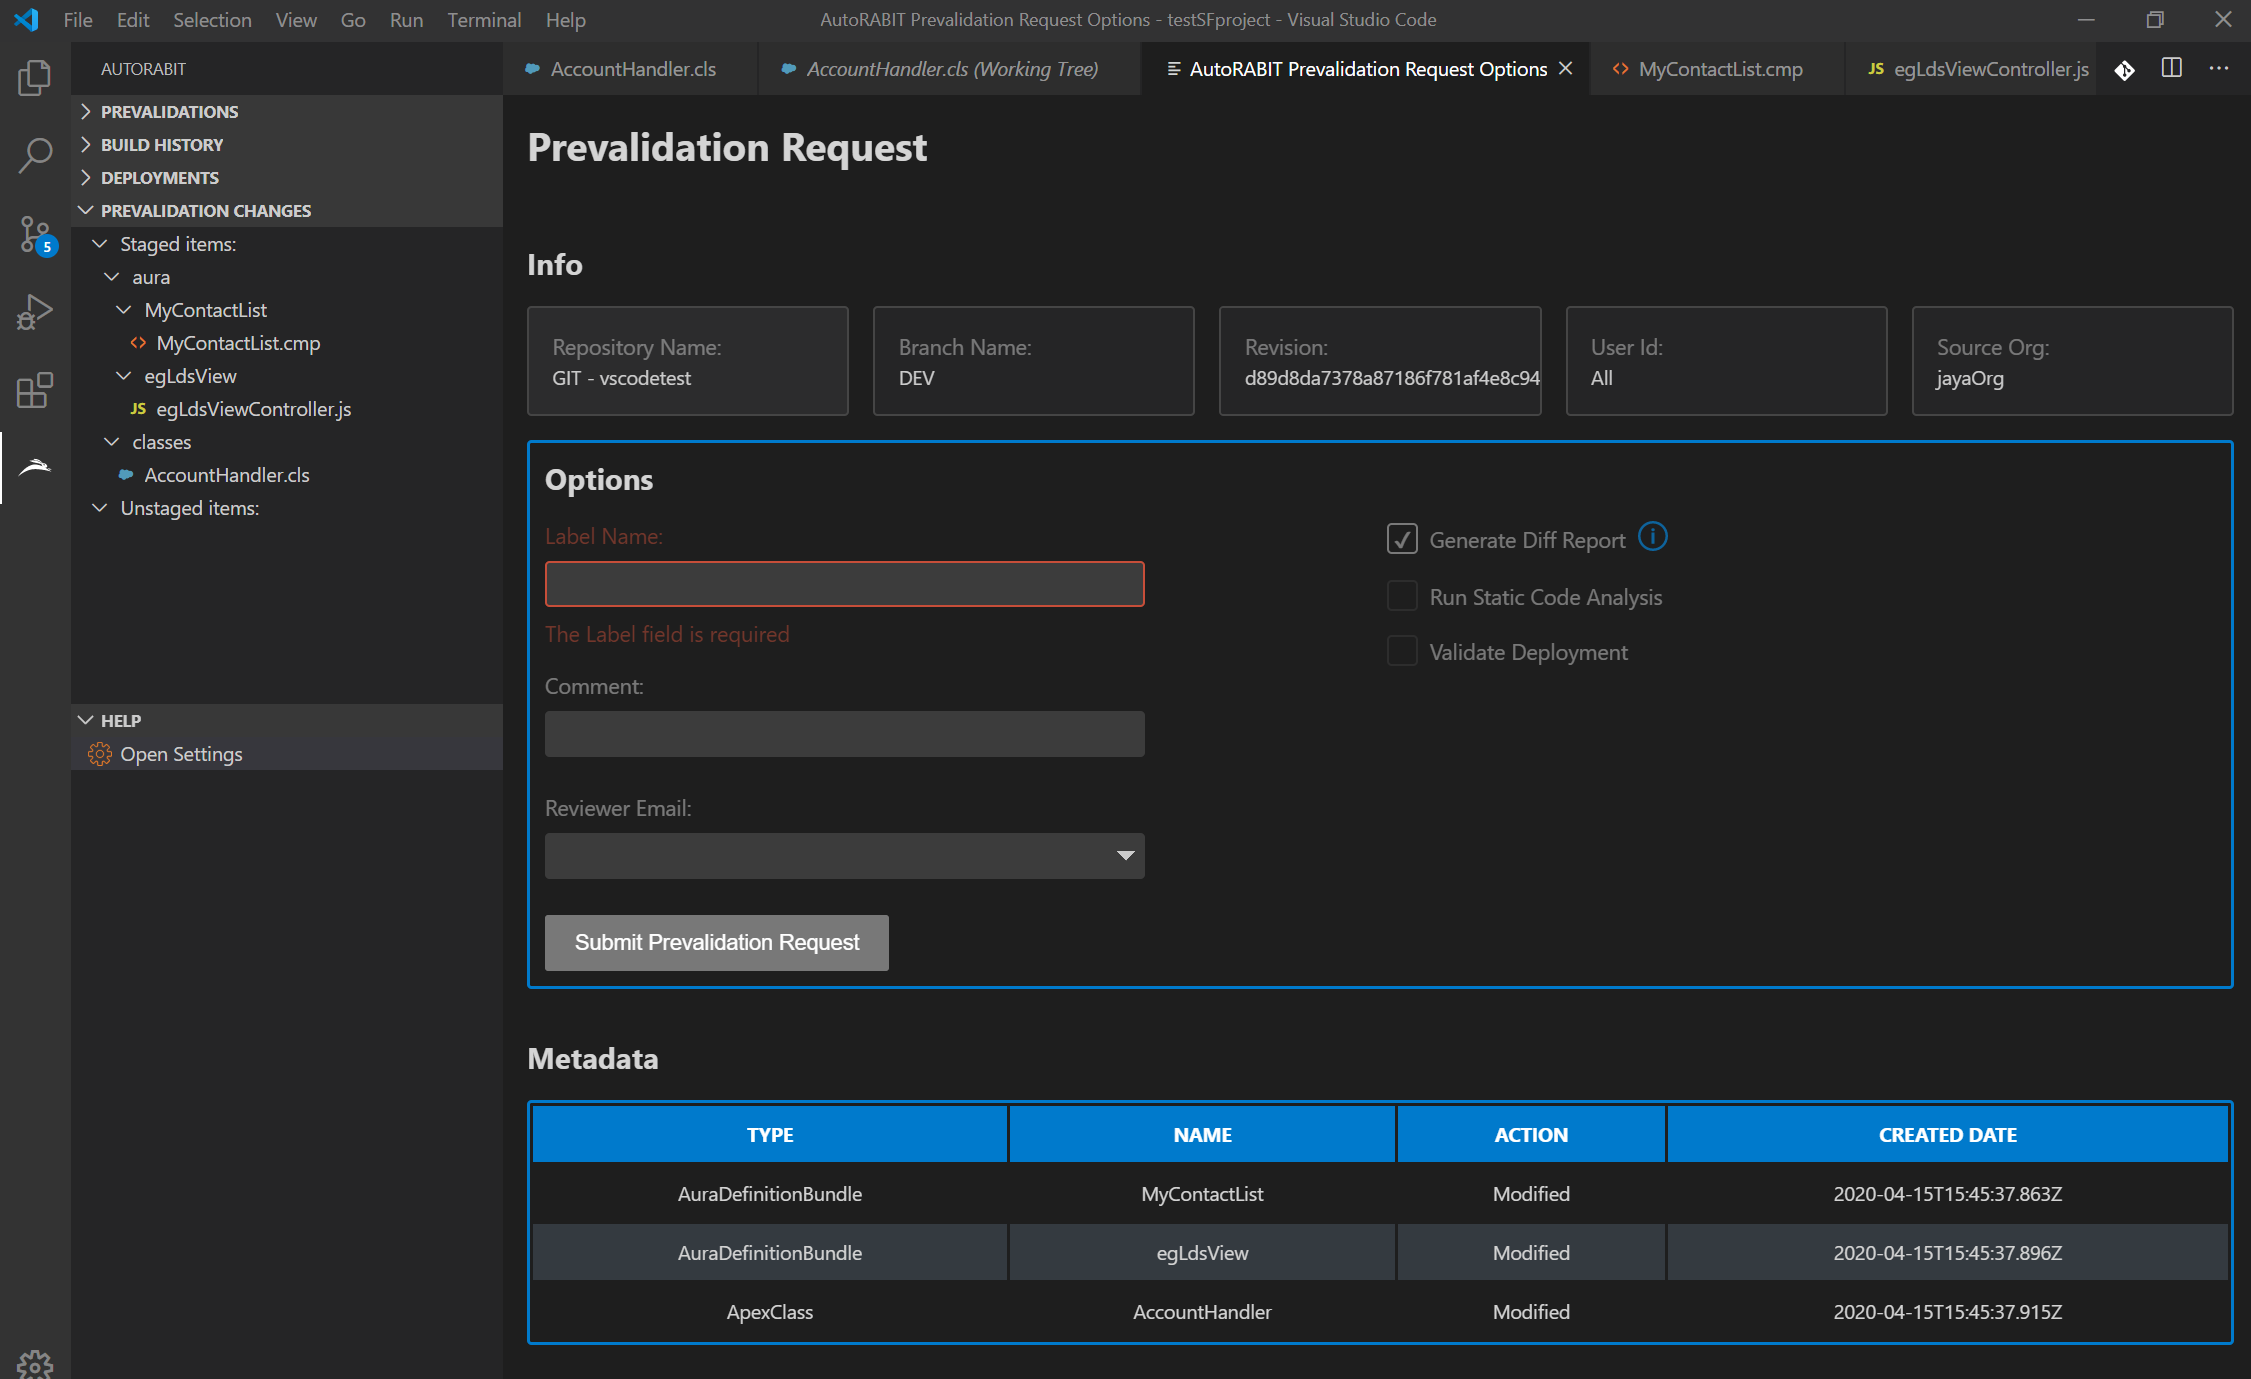 File Edit Selection View Go Run Terminal Help AutoRABIT Prevalidation Request Options - testSFproject - Visual Studio Code
AUTORABIT
AccountHandler.cls AccountHandler.cls (Working Tree) AutoRABIT Prevalidation Request Options MyContactList.cmp JS egLdsViewController.js
PREVALIDATIONS
BUILD HISTORY
DEPLOYMENTS
PREVALIDATION CHANGES
Staged items:
aura
MyContactList
MyContactList.cmp
egLdsView
JS egLdsViewController.js
classes
AccountHandler.cls
Unstaged items:
5
HELP
Open Settings
Prevalidation Request
Info
Repository Name:
GIT - vscodetest
Branch Name:
DEV
Revision:
d89d8da7378a87186f781af4e8c94
User Id:
All
Source Org:
jayaOrg
Options
Label Name:
The Label field is required
Comment:
Reviewer Email:
Submit Prevalidation Request
Generate Diff Report
Run Static Code Analysis
Validate Deployment
Metadata
TYPE NAME ACTION CREATED DATE
AuraDefinitionBundle MyContactList Modified 2020-04-15T15:45:37.863Z
AuraDefinitionBundle egLdsView Modified 2020-04-15T15:45:37.896Z
ApexClass AccountHandler Modified 2020-04-15T15:45:37.915Z